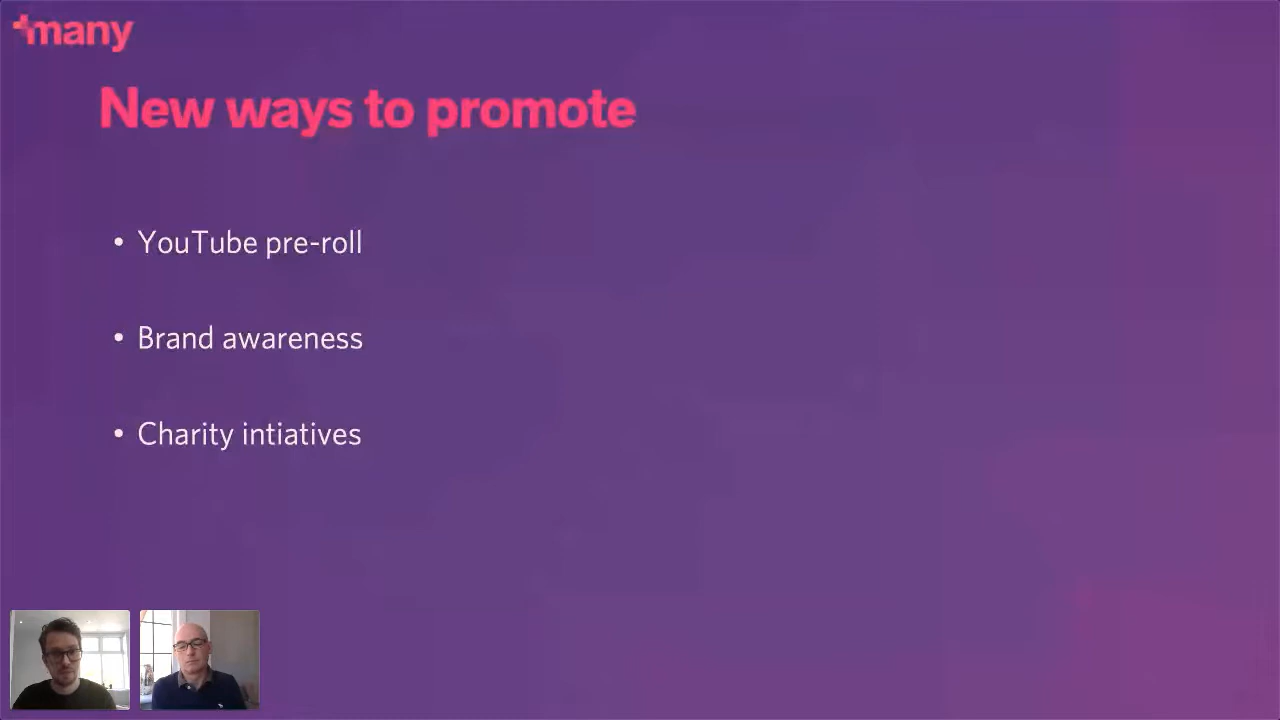 +many
New ways to promote
• YouTube pre-roll
• Brand awareness
• Charity intiatives